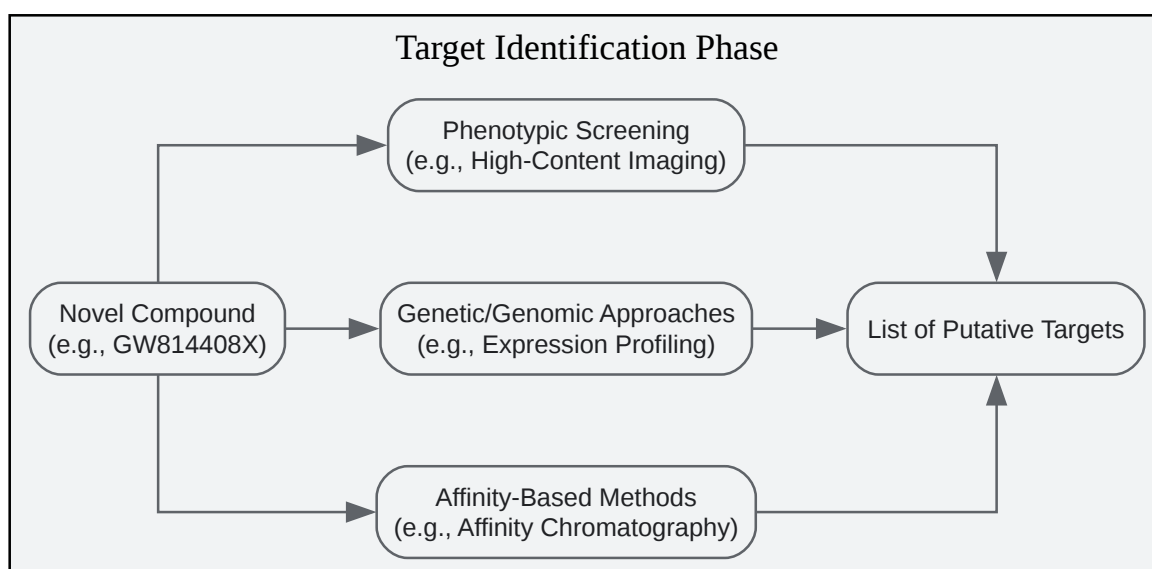 Target Identification Phase
Phenotypic Screening
(e.g., High-Content Imaging)
Novel Compound
(e.g., GW814408X)
Genetic/Genomic Approaches
(e.g., Expression Profiling)
List of Putative Targets
Affinity-Based Methods
(e.g., Affinity Chromatography)